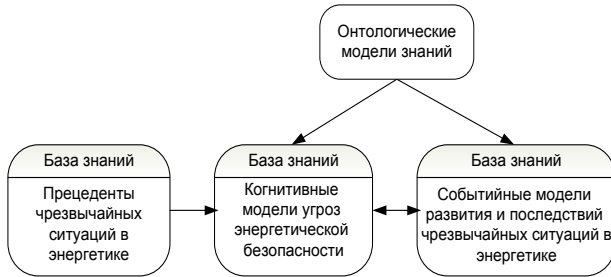 Онтологические
модели знаний
База знаний
Прецеденты
чрезвычайных
ситуаций в
энергетике
База знаний
Когнитивные
модели угроз
энергетической
безопасности
База знаний
Событийные модели
развития и последствий
чрезвычайных ситуаций в
энергетике